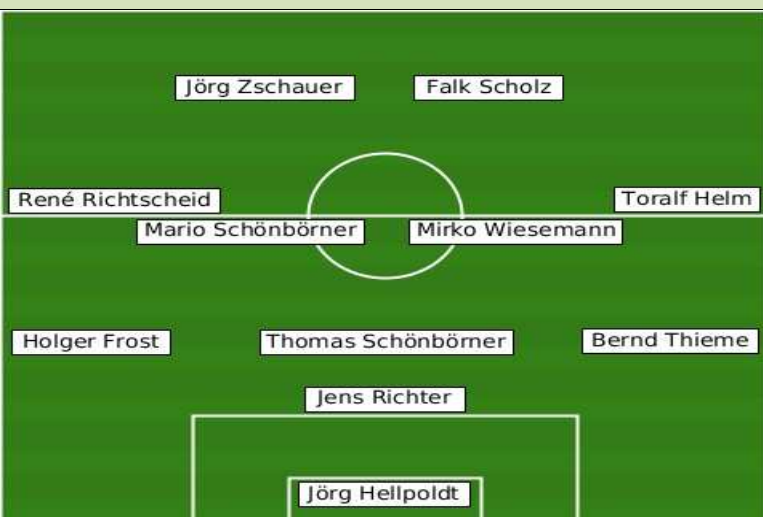 Jörg Zschauer
Falk Scholz
René Richtscheid
Toralf Helm
Mario Schönbörner
Mirko Wiesemann
Holger Frost
Thomas Schönbörner
Bernd Thieme
Jens Richter
Jörg Hellpoldt